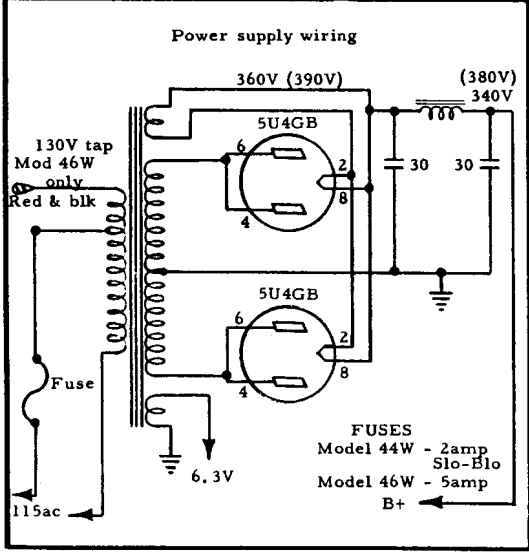 Power supply wiring
360V (390V)
(380V)
340V
5U4GB
130V tap
Mod 46W
only
Red & blk
6
2
8
4
30
30
5U4GB
6
2
8
4
Fuse
6.3V
115ac
FUSES
Model 44W - 2amp
Slo-Blo
Model 46W - 5amp
B+